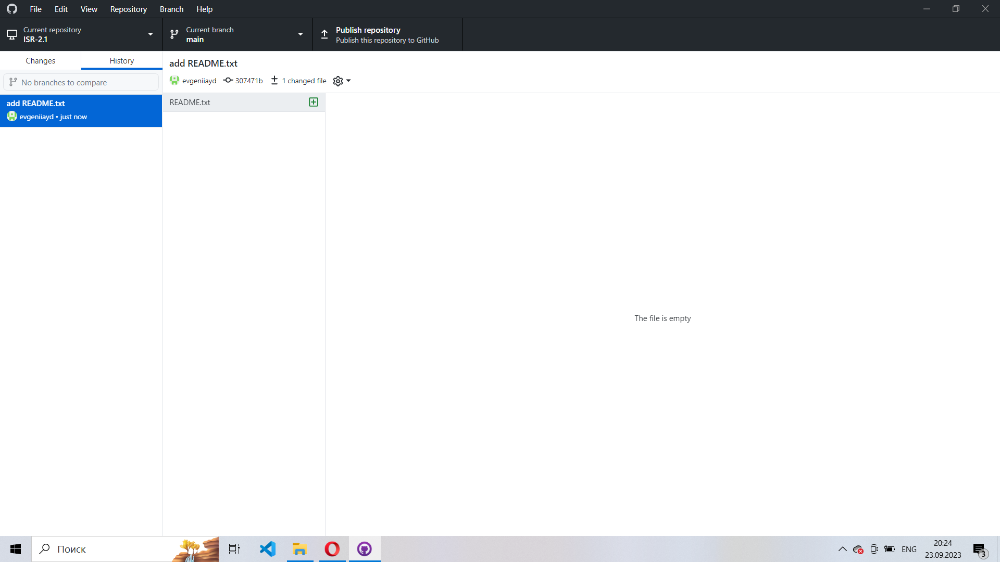 File Edit View Repository Branch Help
Current repository
ISR-2.1
Current branch
main
Publish repository
Publish this repository to GitHub
Changes
History
No branches to compare
add README.txt
evgeniiayd • just now
add README.txt
evgeniiayd 307471b 1 changed file
README.txt
The file is empty
Поиск
ENG
20:24
23.09.2023
3